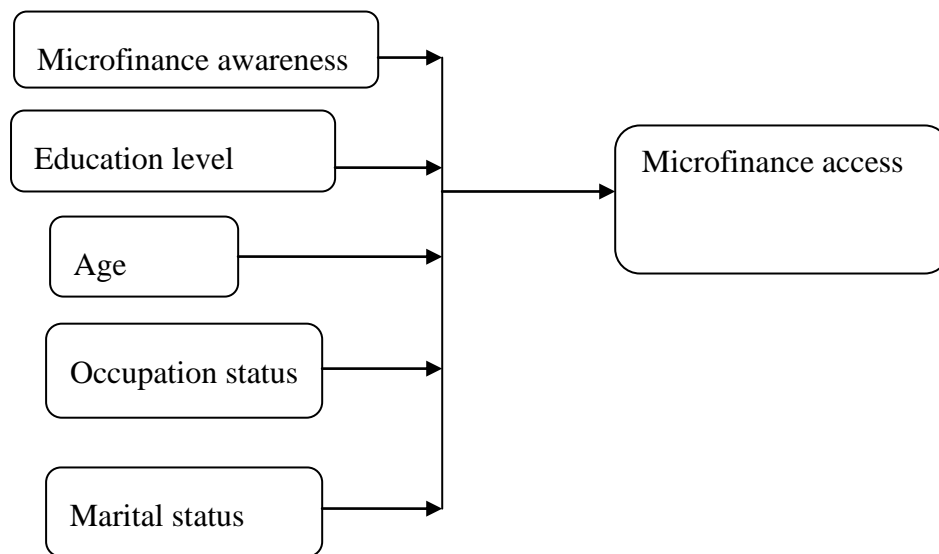 Microfinance awareness
Education level
Microfinance access
Age
Occupation status
Marital status